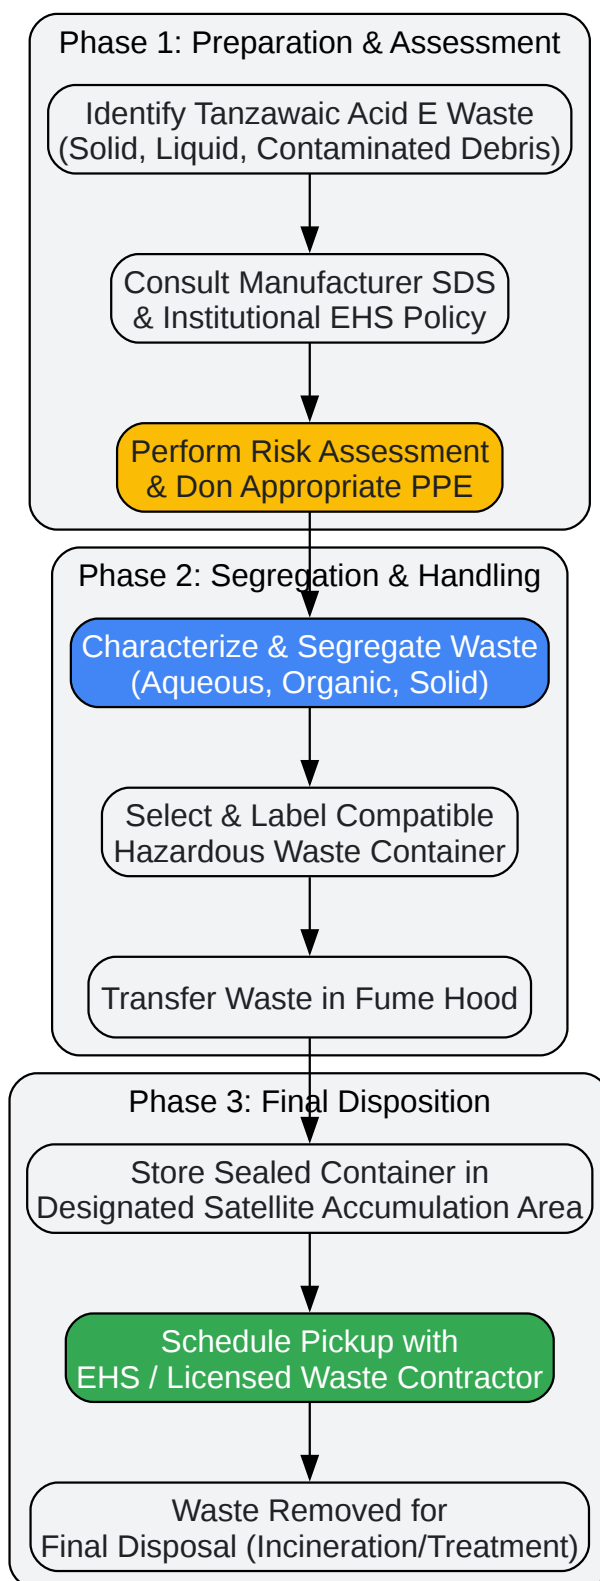 Phase 1: Preparation & Assessment
Identify Tanzawaic Acid E Waste
(Solid, Liquid, Contaminated Debris)
Consult Manufacturer SDS
& Institutional EHS Policy
Perform Risk Assessment
& Don Appropriate PPE
Phase 2: Segregation & Handling
Characterize & Segregate Waste
(Aqueous, Organic, Solid)
Select & Label Compatible
Hazardous Waste Container
Transfer Waste in Fume Hood
Phase 3: Final Disposition
Store Sealed Container in
Designated Satellite Accumulation Area
Schedule Pickup with
EHS / Licensed Waste Contractor
Waste Removed for
Final Disposal (Incineration/Treatment)